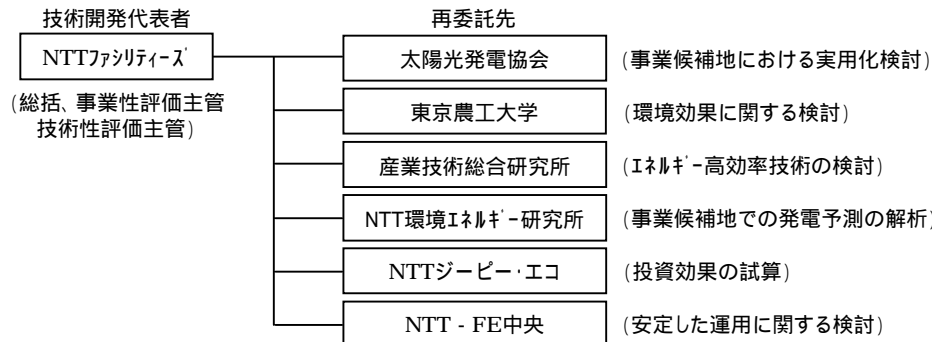 技術開発代表者
再委託先
NTTファシリティーズ
太陽光発電協会
(事業候補地における実用化検討)
(総括、事業性評価主管
技術性評価主管)
東京農工大学
(環境効果に関する検討)
産業技術総合研究所
(エネルギー高効率技術の検討)
NTT環境エネルギー研究所
(事業候補地での発電予測の解析)
NTTジーピー・エコ
(投資効果の試算)
NTT - FE中央
(安定した運用に関する検討)